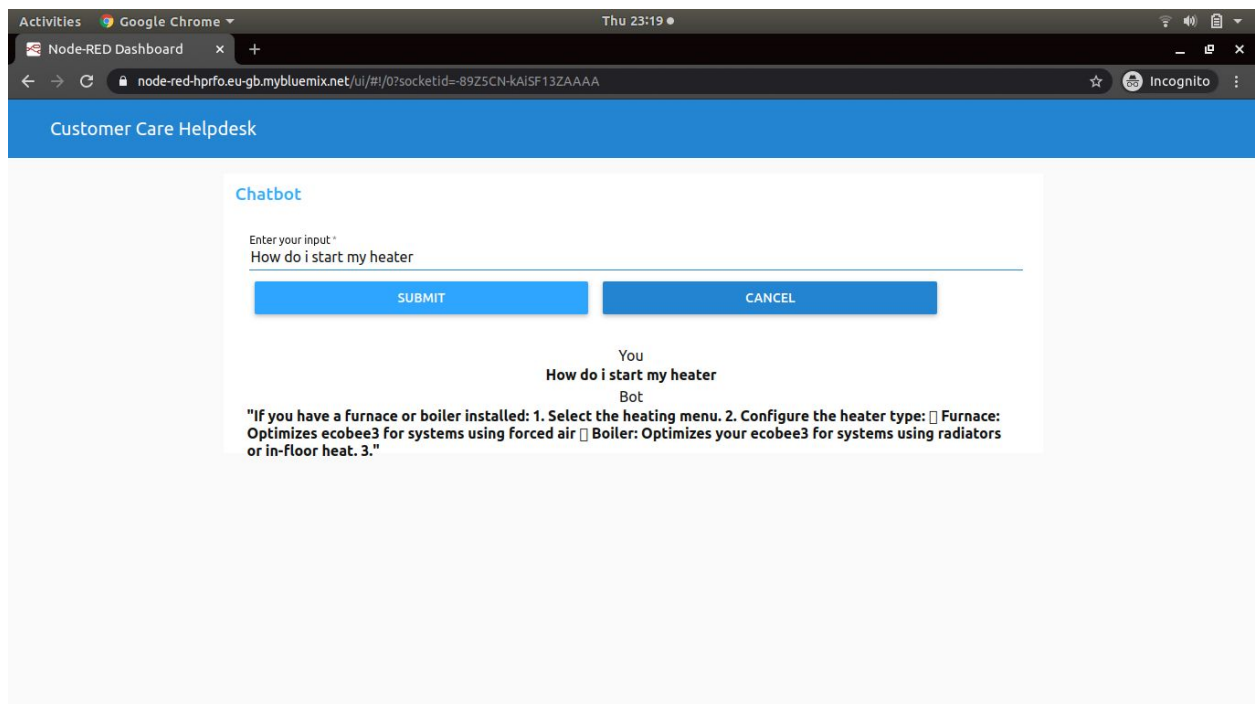 Activities Google Chrome Thu 23:19
Node-RED Dashboard
node-red-hprfo.eu-gb.mybluemix.net/ui/#!/0?socketid=-89Z5CN-kAiSF13ZAAAA Incognito
Customer Care Helpdesk
Chatbot
Enter your input *
How do i start my heater
SUBMIT CANCEL
You
How do i start my heater
Bot
"If you have a furnace or boiler installed: 1. Select the heating menu. 2. Configure the heater type: ▯ Furnace:
Optimizes ecobee3 for systems using forced air ▯ Boiler: Optimizes your ecobee3 for systems using radiators
or in-floor heat. 3."